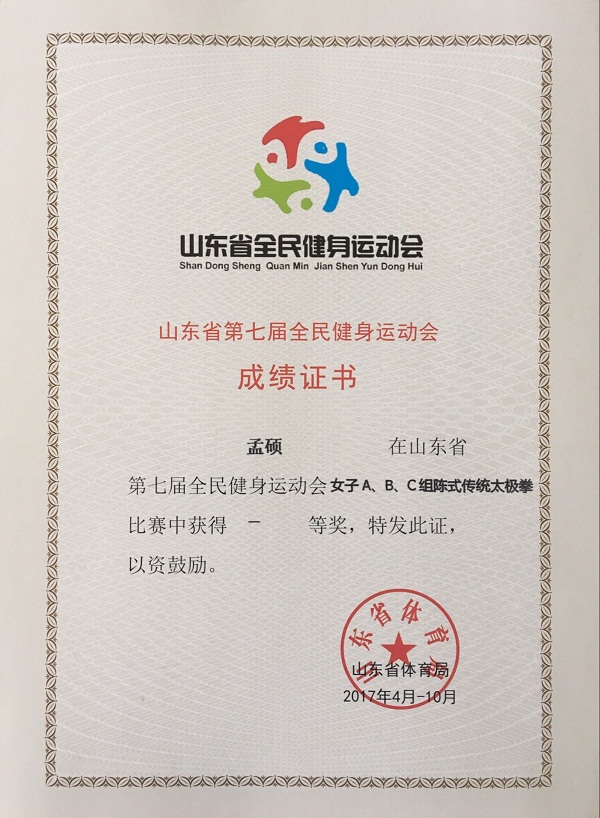 山东省全民健身运动会
Shan Dong Sheng Quan Min Jian Shen Yun Dong Hui
山东省第七届全民健身运动会
成绩证书
孟硕 在山东省
第七届全民健身运动会女子 A、B、C 组陈式传统太极拳
比赛中获得 一 等奖，特发此证，
以资鼓励。
山东省体育局
山东省体育局
2017年4月-10月